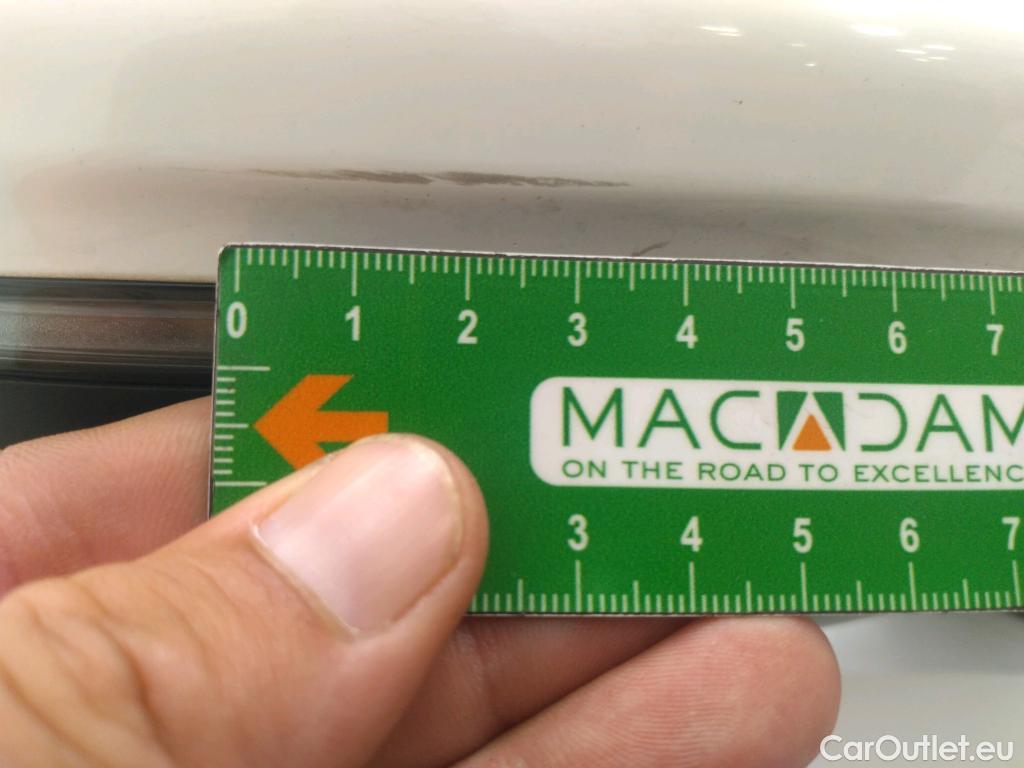 0 1 2 3 4 5 6 7
MACADAM
ON THE ROAD TO EXCELLENC
3 4 5 6 7
CarOutlet.eu